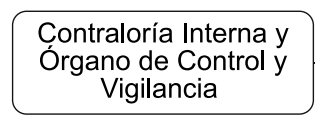 Contraloría Interna y
Órgano de Control y
Vigilancia